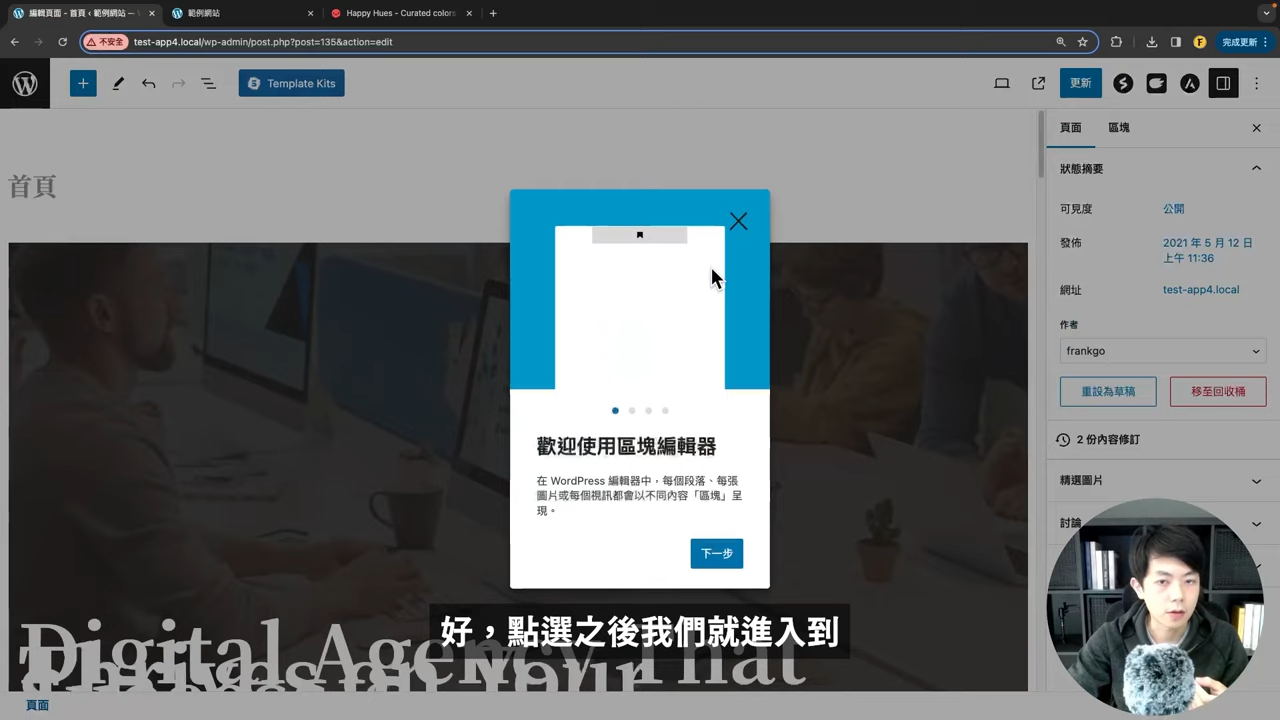 編輯頁面 - 首頁 ‹ 範例網站 —
範例網站
Happy Hues - Curated colors
不安全
test-app4.local/wp-admin/post.php?post=135&action=edit
F
完成更新
Template Kits
更新
頁面
區塊
首頁
狀態摘要
可見度
公開
發佈
2021 年 5 月 12 日
上午 11:36
網址
test-app4.local
作者
frankgo
重設為草稿
移至回收桶
2 份內容修訂
精選圖片
討論
歡迎使用區塊編輯器
在 WordPress 編輯器中，每個段落、每張
圖片或每個視訊都會以不同內容「區塊」呈
現。
下一步
Digital Agency That
好，點選之後我們就進入到
頁面